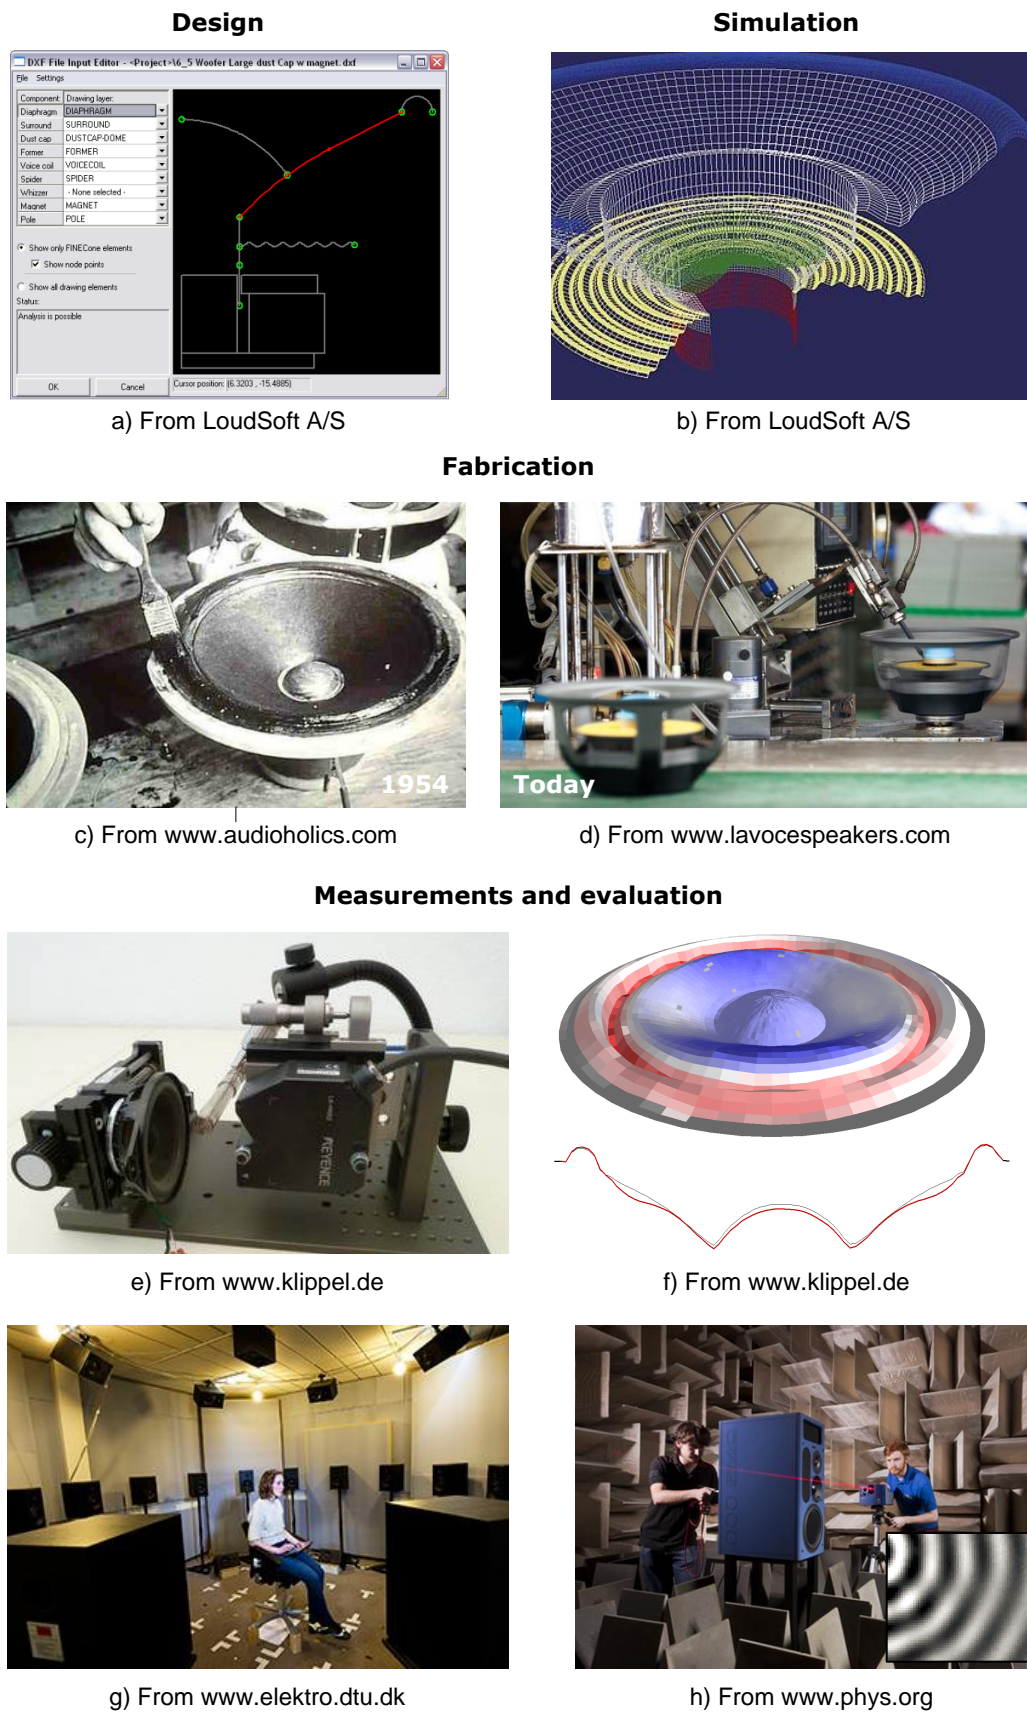 Design
Simulation
DXF File Input Editor - <Project>\6_5 Woofer Large dust Cap w magnet.dxf
File Settings
Component: Drawing layer:
Diaphragm DIAPHRAGM
Surround SURROUND
Dust cap DUSTCAP-DOME
Former FORMER
Voice coil VOICECOIL
Spider SPIDER
Whizzer - None selected -
Magnet MAGNET
Pole POLE
Show only FINECone elements
Show node points
Show all drawing elements
Status:
Analysis is possible
OK Cancel Cursor position: (6.3203 , -15.4885)
a) From LoudSoft A/S
b) From LoudSoft A/S
Fabrication
1954
Today
c) From www.audioholics.com
d) From www.lavocespeakers.com
Measurements and evaluation
KEYENCE
e) From www.klippel.de
f) From www.klippel.de
g) From www.elektro.dtu.dk
h) From www.phys.org